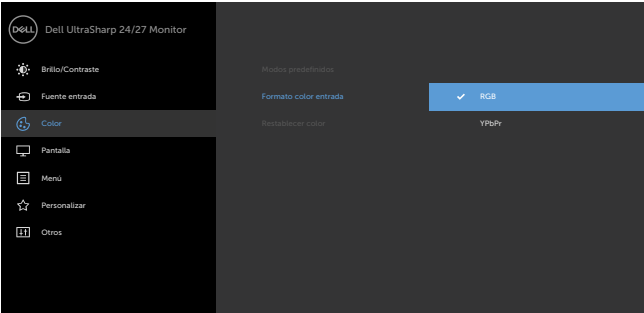 DELL
Dell UltraSharp 24/27 Monitor
Brillo/Contraste
Modos predefinidos
Fuente entrada
Formato color entrada
RGB
Color
Restablecer color
YPbPr
Pantalla
Menú
Personalizar
Otros